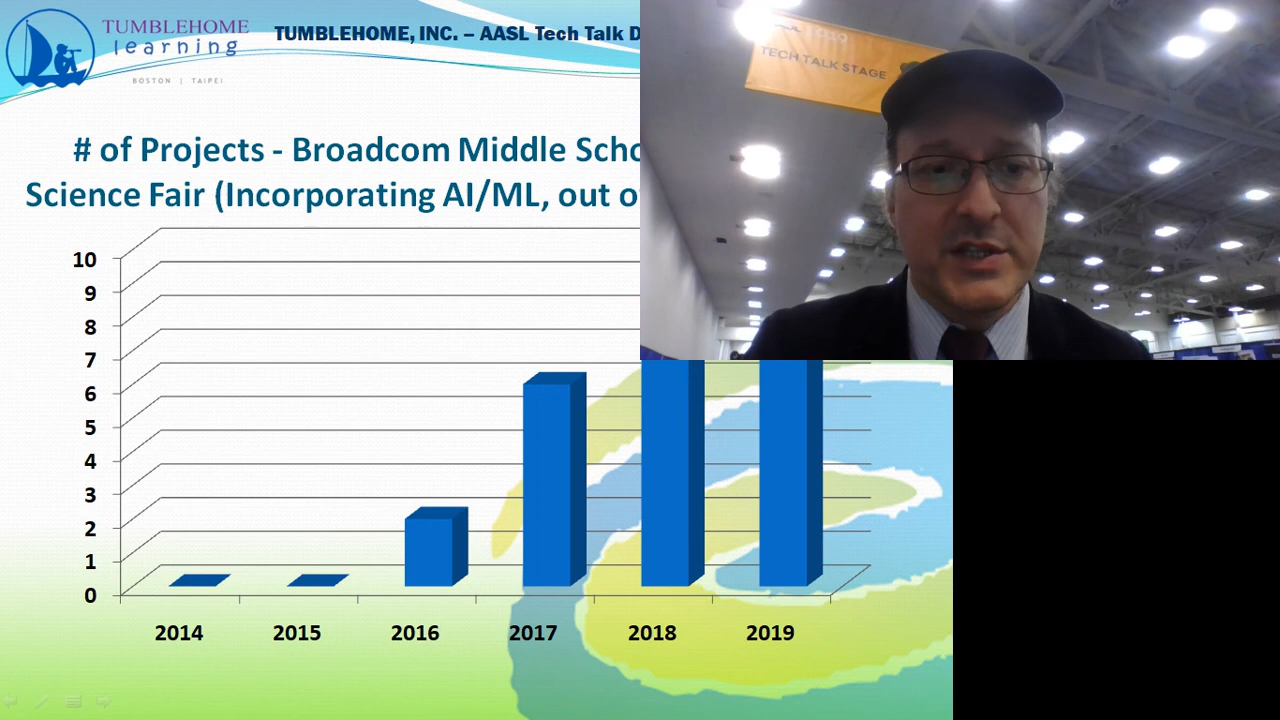 TUMBLEHOME
learning
BOSTON | TAIPEI
TUMBLEHOME, INC. – AASL Tech Talk D
TECH TALK STAGE
# of Projects - Broadcom Middle Scho
Science Fair (Incorporating AI/ML, out o
10
9
8
7
6
5
4
3
2
1
0
2014 2015 2016 2017 2018 2019